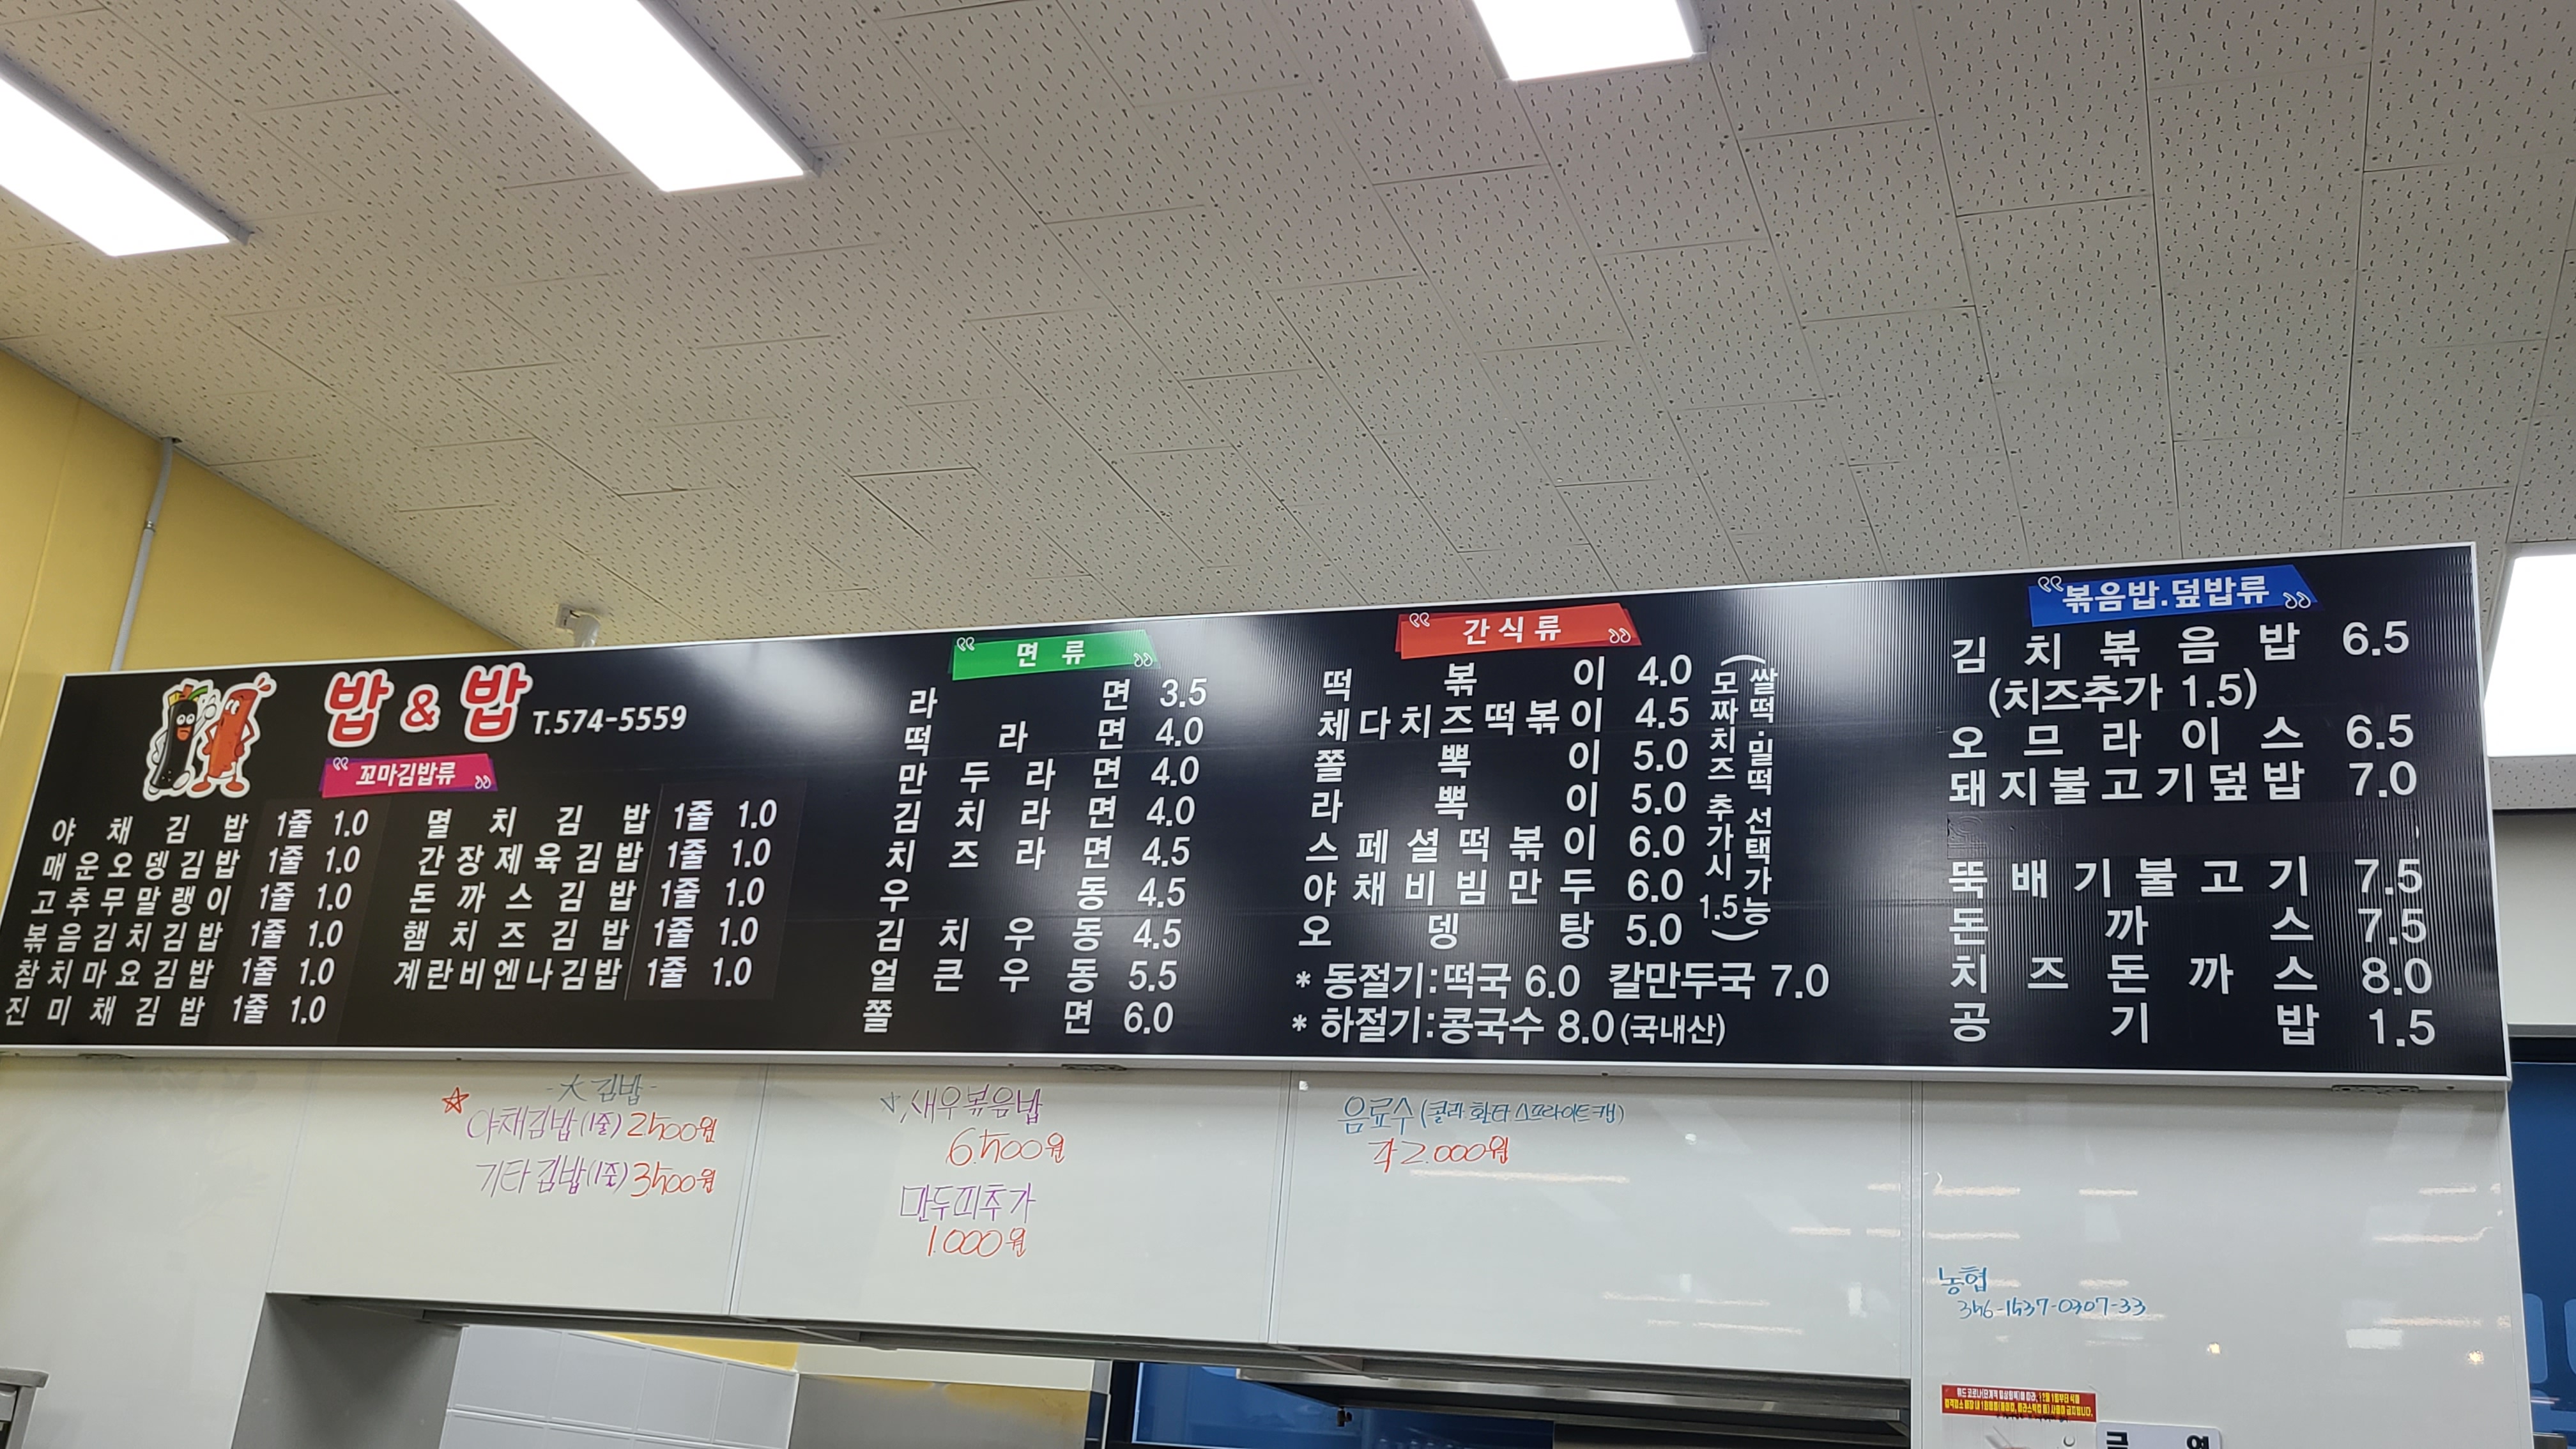 밥&밥 T.574-5559
꼬마김밥류
야채김밥 1줄 1.0
매운오뎅김밥 1줄 1.0
고추무말랭이 1줄 1.0
볶음김치김밥 1줄 1.0
참치마요김밥 1줄 1.0
진미채김밥 1줄 1.0
멸치김밥 1줄 1.0
간장제육김밥 1줄 1.0
돈까스김밥 1줄 1.0
햄치즈김밥 1줄 1.0
계란비엔나김밥 1줄 1.0
면류
라면 3.5
떡라면 4.0
만두라면 4.0
김치라면 4.0
치즈라면 4.5
우동 4.5
김치우동 4.5
얼큰우동 5.5
쫄면 6.0
간식류
떡볶이 4.0
체다치즈떡볶이 4.5
쫄뽁이 5.0
라뽁이 5.0
스페셜떡볶이 6.0
야채비빔만두 6.0
오뎅탕 5.0
(쌀떡·밀떡 선택가능
모짜치즈 추가시 1.5)
* 동절기:떡국 6.0 칼만두국 7.0
* 하절기:콩국수 8.0(국내산)
볶음밥.덮밥류
김치볶음밥 6.5
(치즈추가 1.5)
오므라이스 6.5
돼지불고기덮밥 7.0
뚝배기불고기 7.5
돈까스 7.5
치즈돈까스 8.0
공기밥 1.5
-大김밥-
야채김밥(1줄) 2500원
기타김밥(1줄) 3500원
새우볶음밥
6.500원
만두피추가
1.000원
음료수(콜라 환타 스프라이트캔)
각 2.000원
농협
356-1537-0307-33
금 연